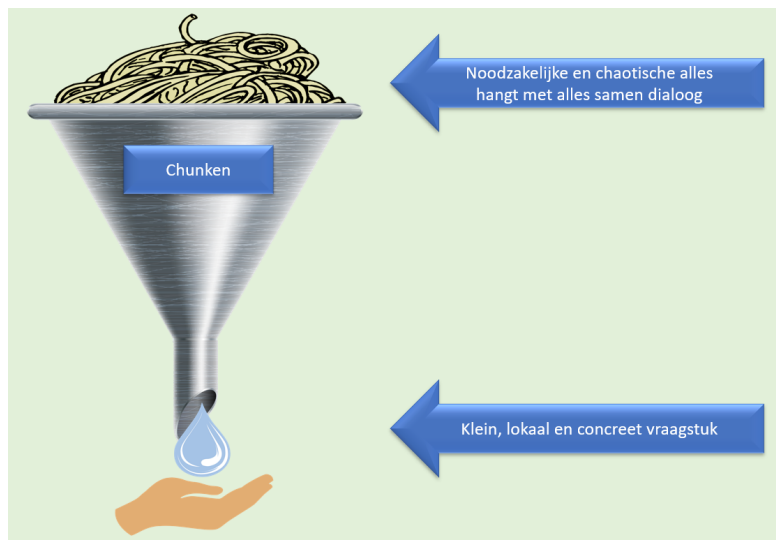 Noodzakelijke en chaotische alles
hangt met alles samen dialoog
Chunken
Klein, lokaal en concreet vraagstuk